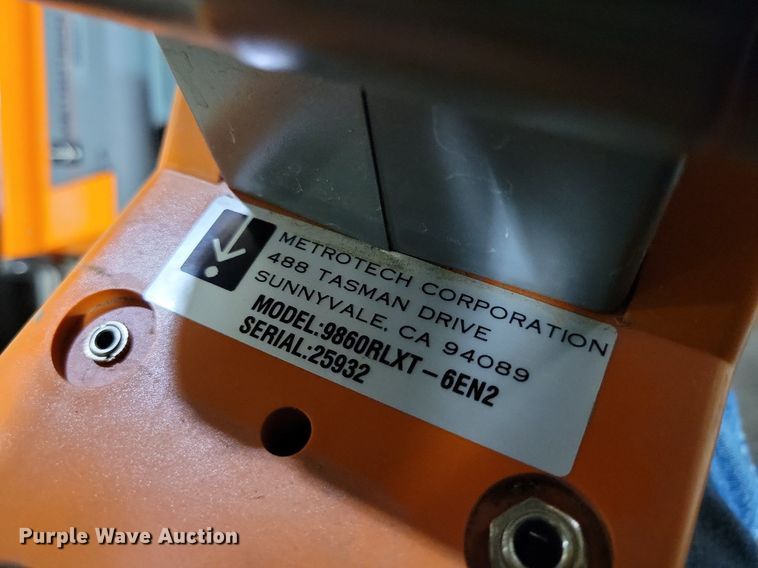 METROTECH CORPORATION
488 TASMAN DRIVE
SUNNYVALE, CA 94089
MODEL:9860RLXT-6EN2
SERIAL:25932
Purple Wave Auction